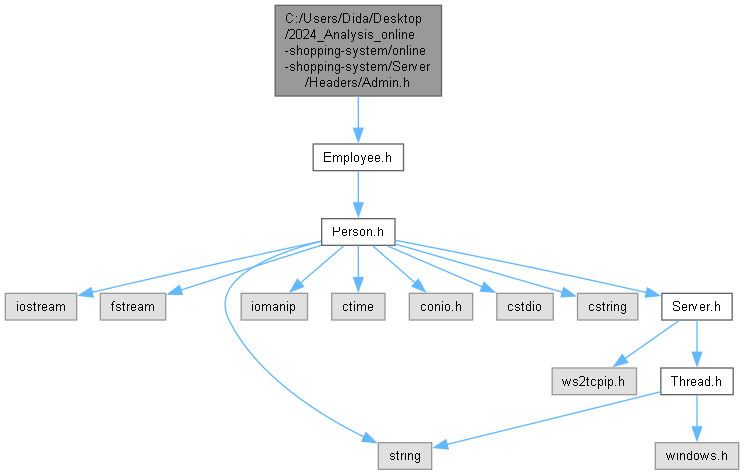 C:/Users/Dida/Desktop
/2024_Analysis_online
-shopping-system/online
-shopping-system/Server
/Headers/Admin.h
Employee.h
Person.h
iostream
fstream
iomanip
ctime
conio.h
cstdio
cstring
Server.h
ws2tcpip.h
Thread.h
string
windows.h